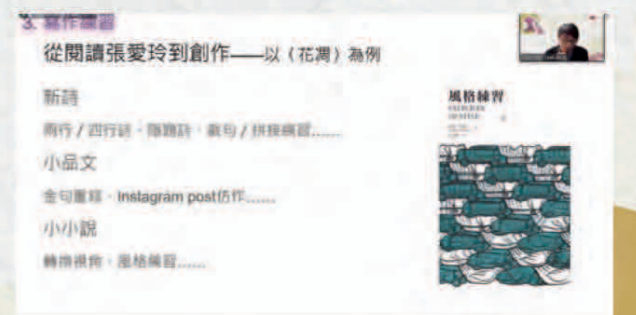 3. 寫作練習
從閱讀張愛玲到創作——以〈花凋〉為例
新詩
兩行 / 四行詩、隱題詩、截句 / 拼接練習......
小品文
金句重寫、Instagram post仿作......
小小說
轉換視角、風格練習......
風格練習